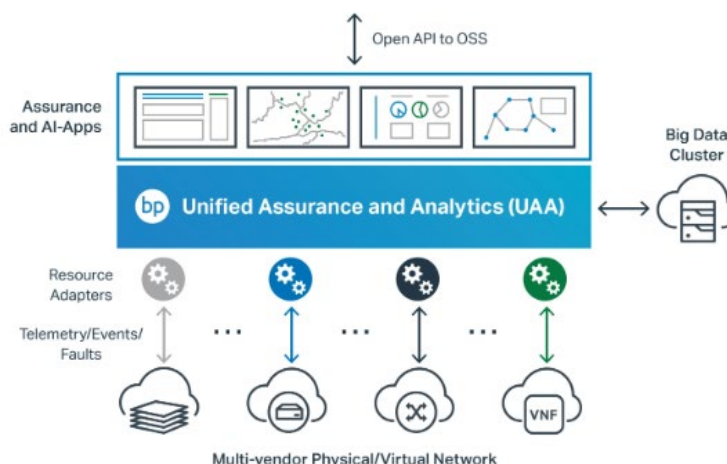 Open API to OSS
Assurance
and AI-Apps
Big Data
Cluster
bp Unified Assurance and Analytics (UAA)
Resource
Adapters
Telemetry/Events/
Faults
... ... ...
VNF
Multi-vendor Physical/Virtual Network